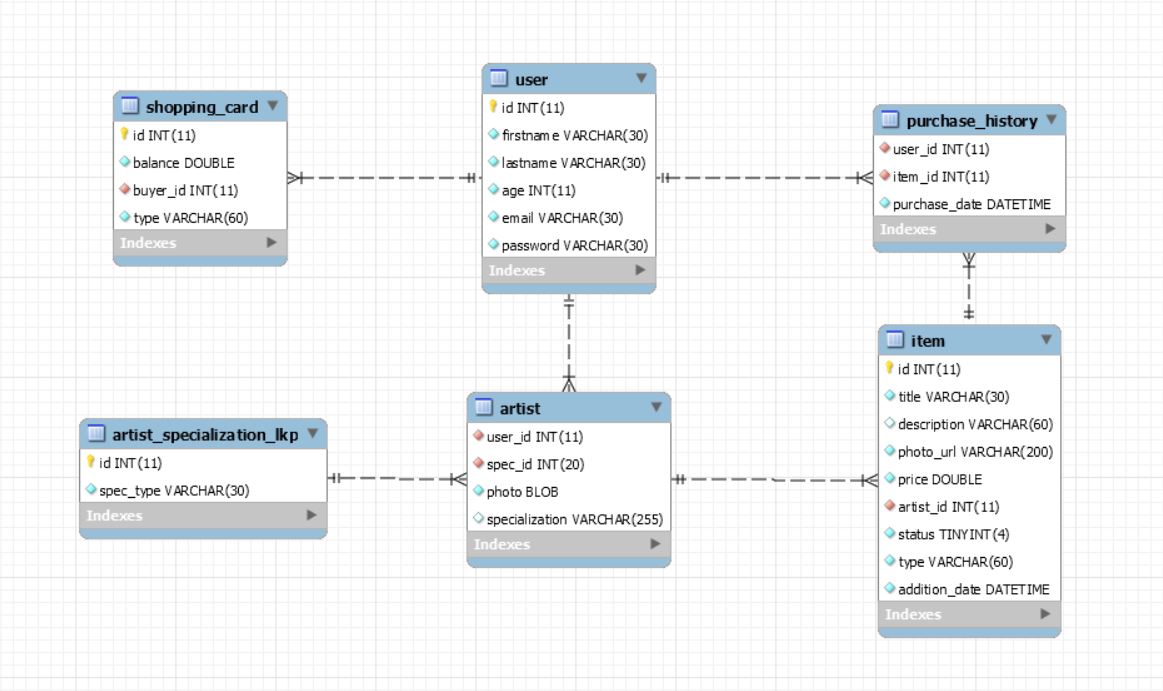 shopping_card
id INT(11)
balance DOUBLE
buyer_id INT(11)
type VARCHAR(60)
Indexes
user
id INT(11)
firstname VARCHAR(30)
lastname VARCHAR(30)
age INT(11)
email VARCHAR(30)
password VARCHAR(30)
Indexes
purchase_history
user_id INT(11)
item_id INT(11)
purchase_date DATETIME
Indexes
artist_specialization_lkp
id INT(11)
spec_type VARCHAR(30)
Indexes
artist
user_id INT(11)
spec_id INT(20)
photo BLOB
specialization VARCHAR(255)
Indexes
item
id INT(11)
title VARCHAR(30)
description VARCHAR(60)
photo_url VARCHAR(200)
price DOUBLE
artist_id INT(11)
status TINYINT(4)
type VARCHAR(60)
addition_date DATETIME
Indexes